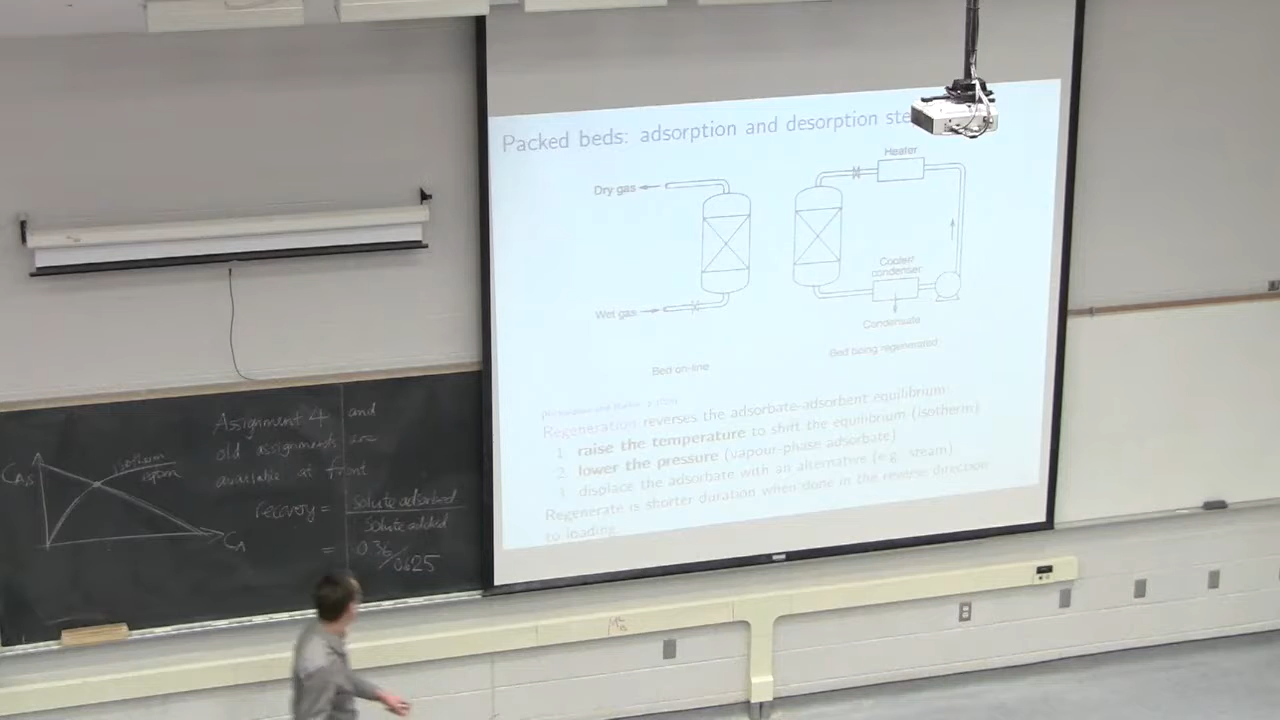 Packed beds: adsorption and desorption ste
Heater
Dry gas
Cooler/
condenser
Wet gas
Condensate
Bed being regenerated
Bed on-line
Regeneration reverses the adsorbate-adsorbent equilibrium:
1 raise the temperature to shift the equilibrium (isotherm)
2 lower the pressure (vapour-phase adsorbate)
3 displace the adsorbate with an alternative (e.g. steam)
Regenerate is shorter duration when done in the reverse direction
to loading.
Assignment 4 and
old assignments are
available at front
recovery = Solute adsorbed
Solute added
= 0.36/0.625
CAS
isotherm
CA